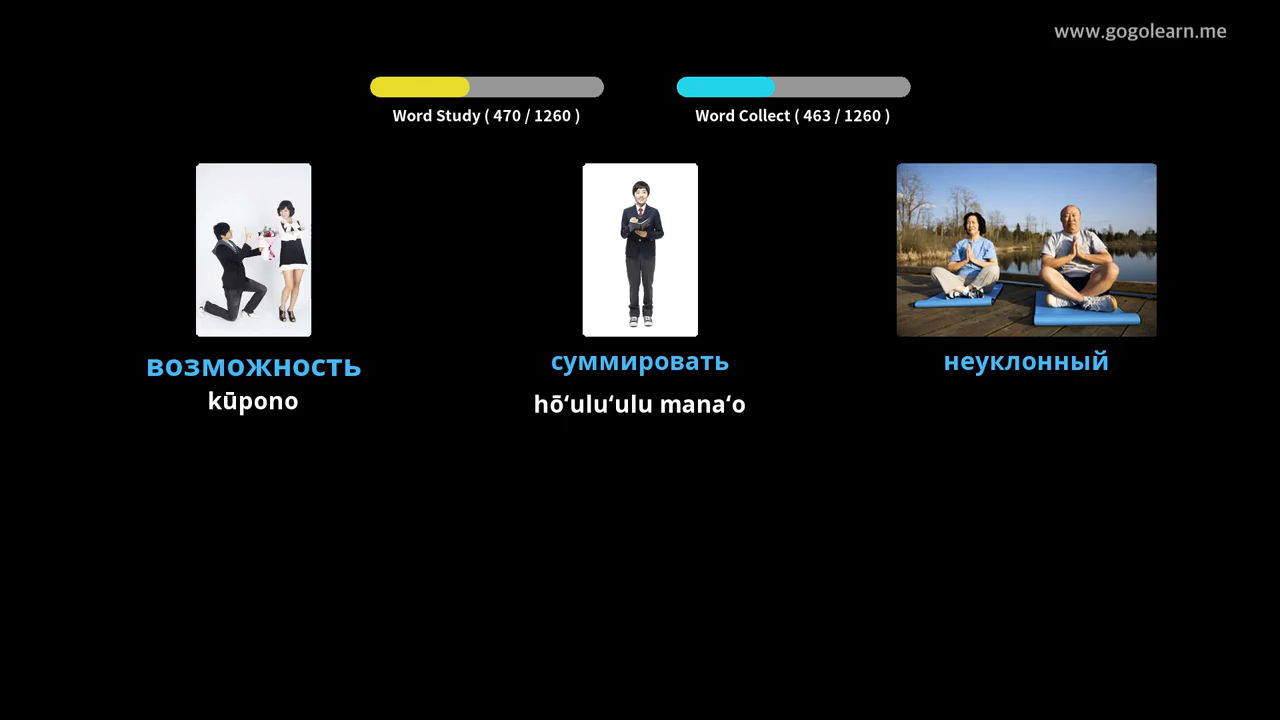 www.gogolearn.me
Word Study ( 470 / 1260 )
Word Collect ( 463 / 1260 )
возможность
kūpono
суммировать
hōʻuluʻulu manaʻo
неуклонный